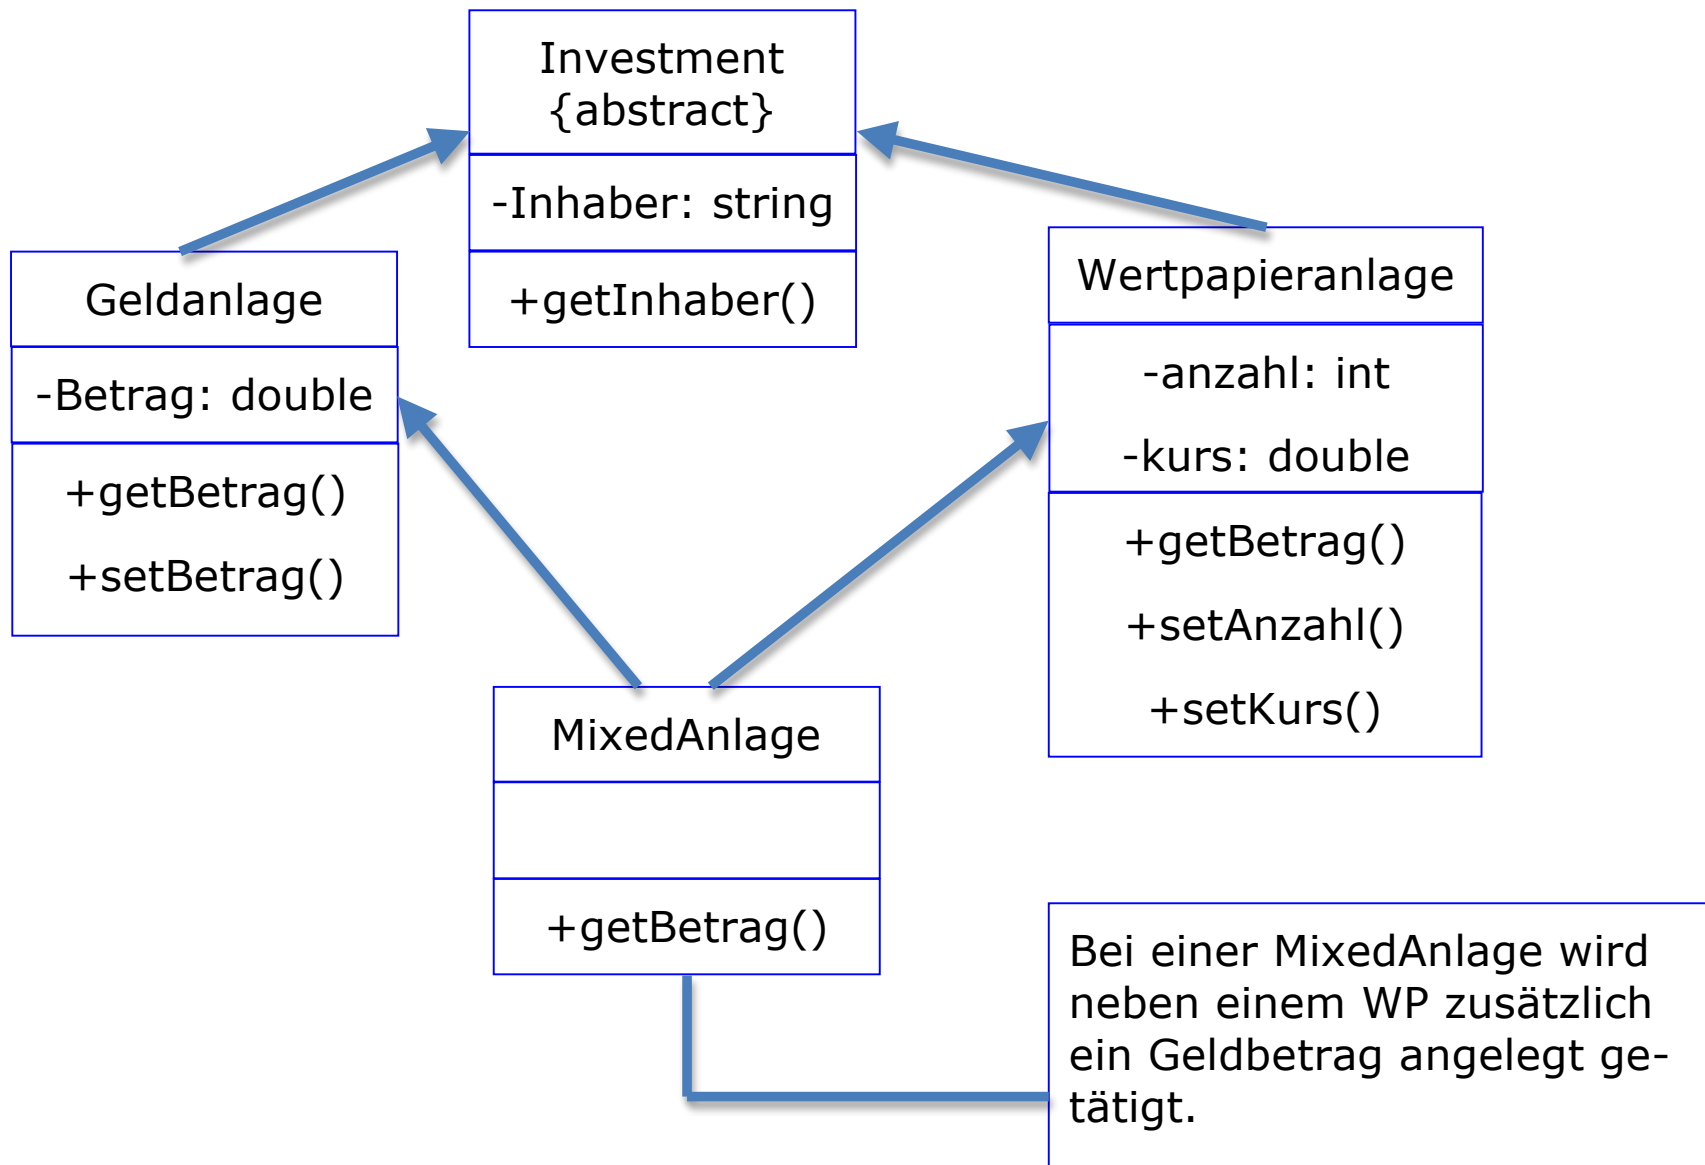 Investment
{abstract}
-Inhaber: string
+getInhaber()
Geldanlage
-Betrag: double
+getBetrag()
+setBetrag()
Wertpapieranlage
-anzahl: int
-kurs: double
+getBetrag()
+setAnzahl()
+setKurs()
MixedAnlage
+getBetrag()
Bei einer MixedAnlage wird
neben einem WP zusätzlich
ein Geldbetrag angelegt ge-
tätigt.